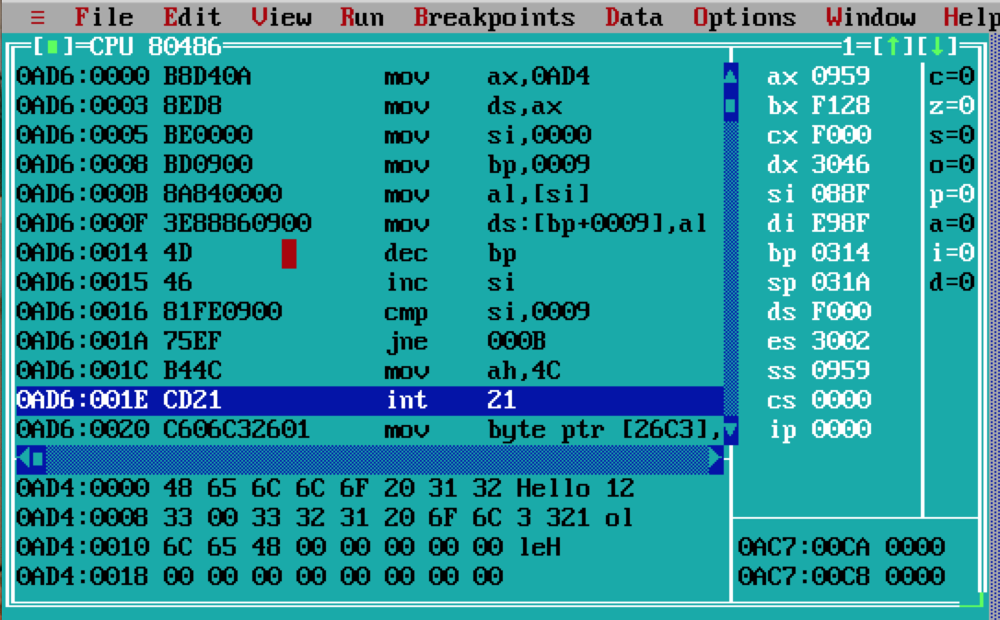 ≡ File Edit View Run Breakpoints Data Options Window Help
[■]=CPU 80486 1=[↑][↓]
0AD6:0000 B8D40A mov ax,0AD4 ax 0959 c=0
0AD6:0003 8ED8 mov ds,ax bx F128 z=0
0AD6:0005 BE0000 mov si,0000 cx F000 s=0
0AD6:0008 BD0900 mov bp,0009 dx 3046 o=0
0AD6:000B 8A840000 mov al,[si] si 088F p=0
0AD6:000F 3E88860900 mov ds:[bp+0009],al di E98F a=0
0AD6:0014 4D dec bp bp 0314 i=0
0AD6:0015 46 inc si sp 031A d=0
0AD6:0016 81FE0900 cmp si,0009 ds F000
0AD6:001A 75EF jne 000B es 3002
0AD6:001C B44C mov ah,4C ss 0959
0AD6:001E CD21 int 21 cs 0000
0AD6:0020 C606C32601 mov byte ptr [26C3], ip 0000
0AD4:0000 48 65 6C 6C 6F 20 31 32 Hello 12
0AD4:0008 33 00 33 32 31 20 6F 6C 3 321 ol
0AD4:0010 6C 65 48 00 00 00 00 00 leH 0AC7:00CA 0000
0AD4:0018 00 00 00 00 00 00 00 00 0AC7:00C8 0000